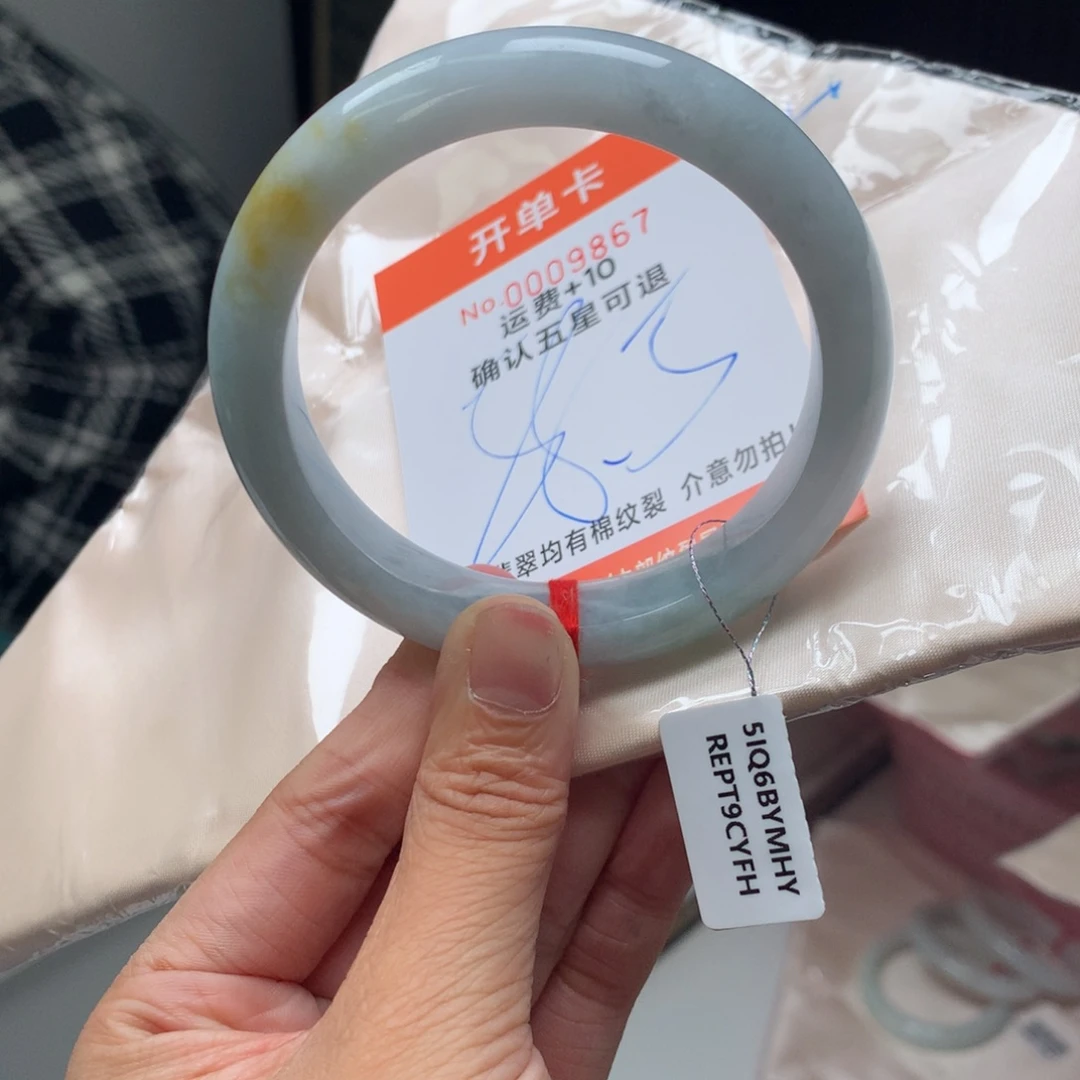 开单卡
No.0009867
运费+10
确认五星可退
翠均有棉纹裂 介意勿拍!
5IQ6BYMHY
REPT9CYFH